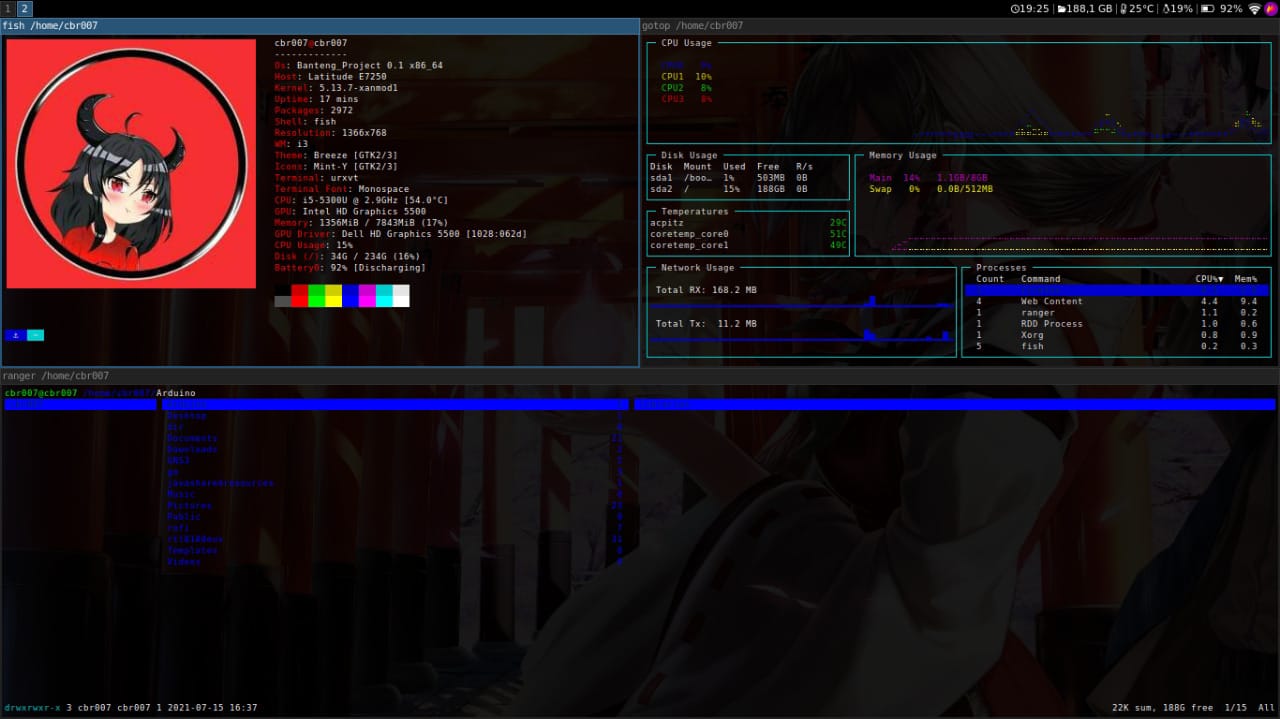 1 2
19:25 188,1 GB 25°C 19% 92%
fish /home/cbr007
cbr007@cbr007
-------------
Os: Banteng_Project 0.1 x86_64
Host: Latitude E7250
Kernel: 5.13.7-xanmod1
Uptime: 17 mins
Packages: 2972
Shell: fish
Resolution: 1366x768
WM: i3
Theme: Breeze [GTK2/3]
Icons: Mint-Y [GTK2/3]
Terminal: urxvt
Terminal Font: Monospace
CPU: i5-5300U @ 2.9GHz [54.0°C]
GPU: Intel HD Graphics 5500
Memory: 1356MiB / 7843MiB (17%)
GPU Driver: Dell HD Graphics 5500 [1028:062d]
CPU Usage: 15%
Disk (/): 34G / 234G (16%)
Battery0: 92% [Discharging]
~
gotop /home/cbr007
CPU Usage
CPU1 10%
CPU2 8%
CPU3 8%
Disk Usage
Disk Mount Used Free R/s
sda1 /boo… 1% 503MB 0B
sda2 / 15% 188GB 0B
Memory Usage
Main 14% 1.1GB/8GB
Swap 0% 0.0B/512MB
Temperatures
acpitz 29C
coretemp_core0 51C
coretemp_core1 49C
Network Usage
Total RX: 168.2 MB
Total Tx: 11.2 MB
Processes
Count Command CPU%▼ Mem%
4 Web Content 4.4 9.4
1 ranger 1.1 0.2
1 RDD Process 1.0 0.6
1 Xorg 0.8 0.9
5 fish 0.2 0.3
ranger /home/cbr007
cbr007@cbr007 /home/cbr007/Arduino
Desktop
Documents
Downloads
GNS3
javasharedresources
Music
Pictures
Public
rofi
Templates
Videos
drwxrwxr-x 3 cbr007 cbr007 1 2021-07-15 16:37
22K sum, 188G free 1/15 All